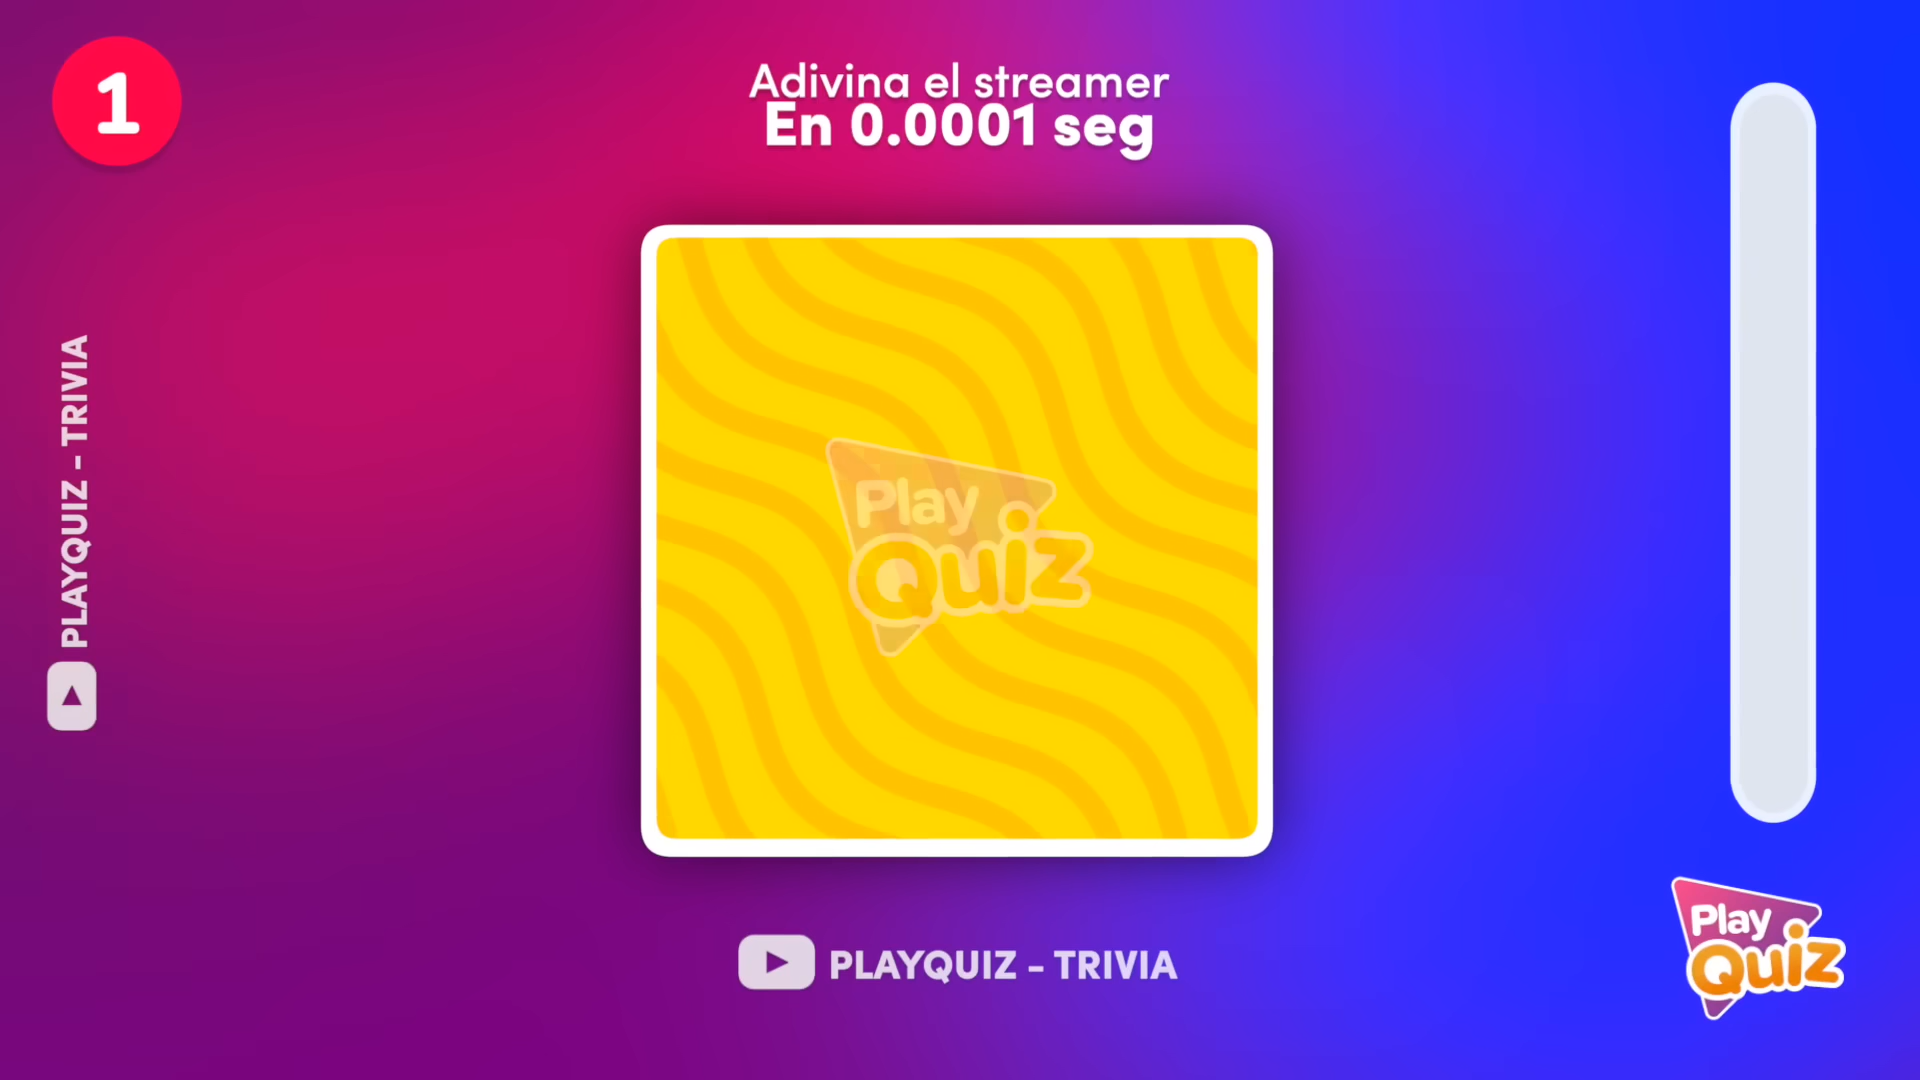 1
Adivina el streamer
En 0.0001 seg
PLAYQUIZ - TRIVIA
Play
Quiz
PLAYQUIZ - TRIVIA
Play
Quiz